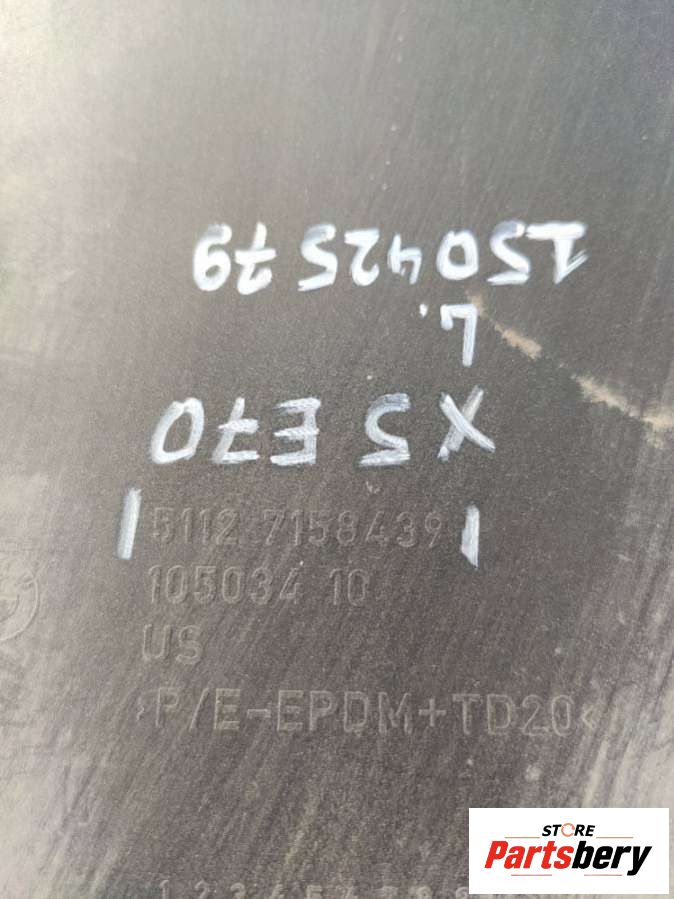 X5 E70
L.
15042579
5112 7158439
105034 10
US
>P/E-EPDM+TD20<
STORE
Partsbery